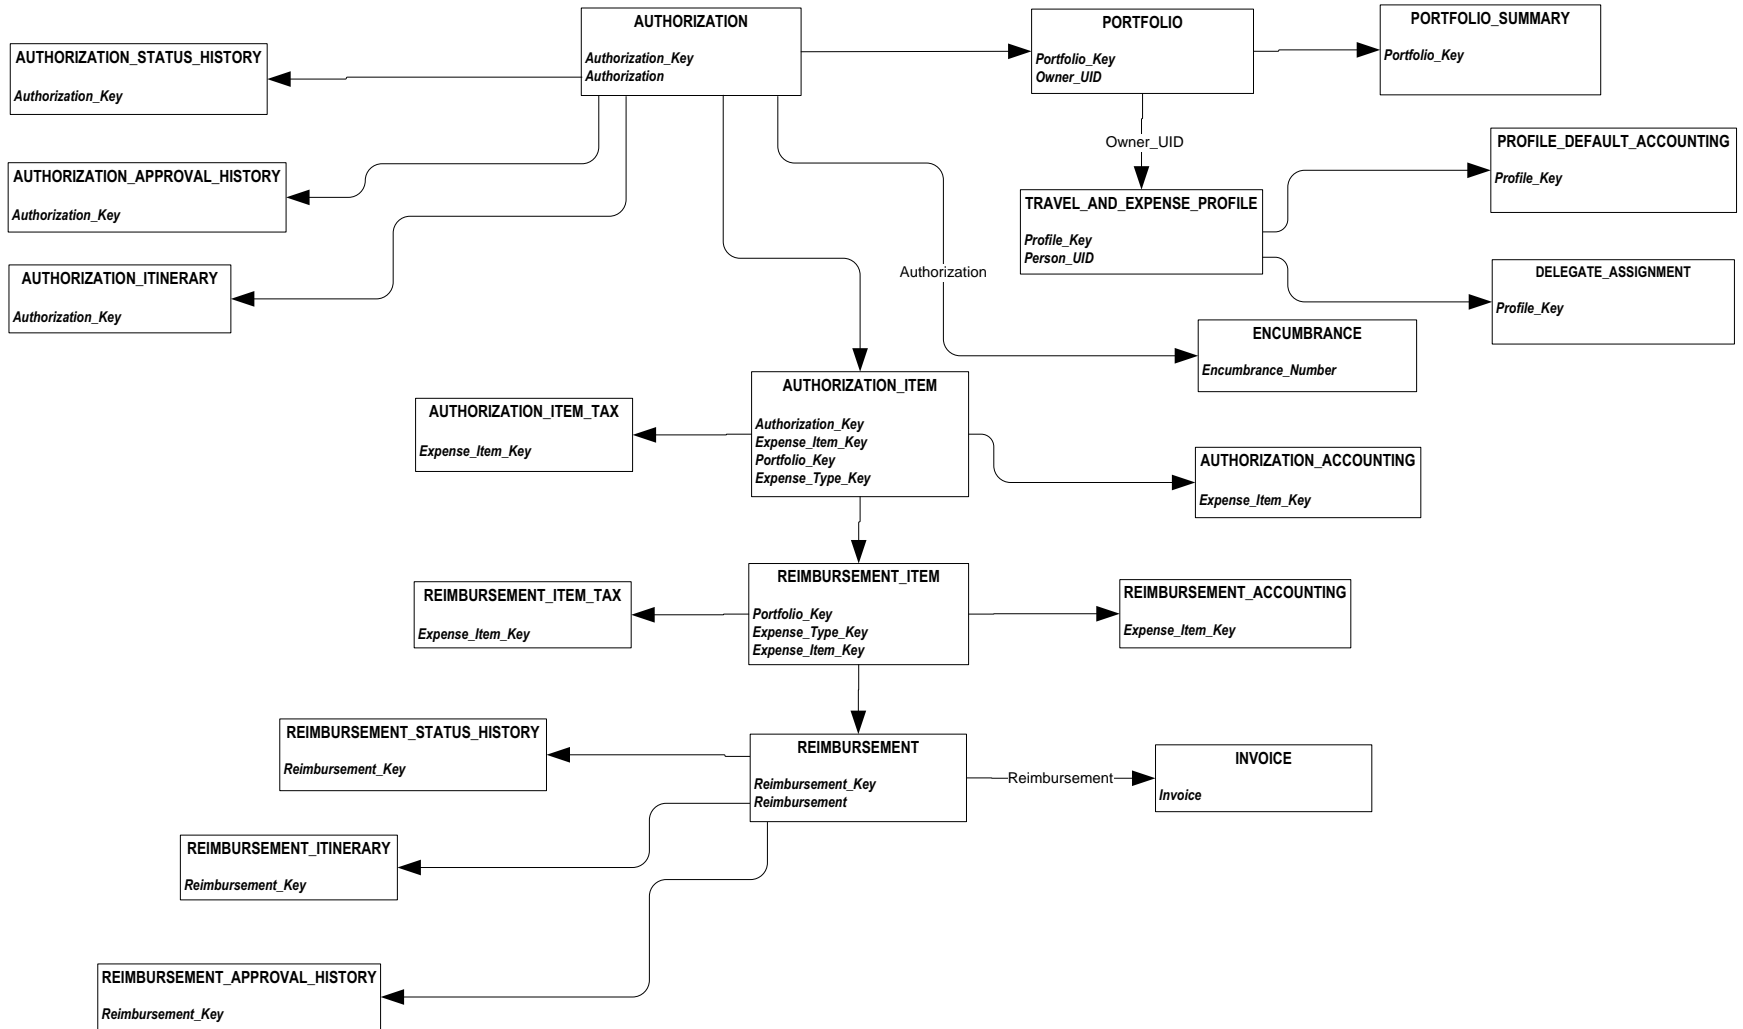 AUTHORIZATION
Authorization_Key
Authorization
PORTFOLIO
Portfolio_Key
Owner_UID
PORTFOLIO_SUMMARY
Portfolio_Key
AUTHORIZATION_STATUS_HISTORY
Authorization_Key
Owner_UID
PROFILE_DEFAULT_ACCOUNTING
Profile_Key
AUTHORIZATION_APPROVAL_HISTORY
Authorization_Key
TRAVEL_AND_EXPENSE_PROFILE
Profile_Key
Person_UID
AUTHORIZATION_ITINERARY
Authorization_Key
Authorization
DELEGATE_ASSIGNMENT
Profile_Key
ENCUMBRANCE
Encumbrance_Number
AUTHORIZATION_ITEM
Authorization_Key
Expense_Item_Key
Portfolio_Key
Expense_Type_Key
AUTHORIZATION_ITEM_TAX
Expense_Item_Key
AUTHORIZATION_ACCOUNTING
Expense_Item_Key
REIMBURSEMENT_ITEM
Portfolio_Key
Expense_Type_Key
Expense_Item_Key
REIMBURSEMENT_ITEM_TAX
Expense_Item_Key
REIMBURSEMENT_ACCOUNTING
Expense_Item_Key
REIMBURSEMENT_STATUS_HISTORY
Reimbursement_Key
REIMBURSEMENT
Reimbursement_Key
Reimbursement
Reimbursement
INVOICE
Invoice
REIMBURSEMENT_ITINERARY
Reimbursement_Key
REIMBURSEMENT_APPROVAL_HISTORY
Reimbursement_Key